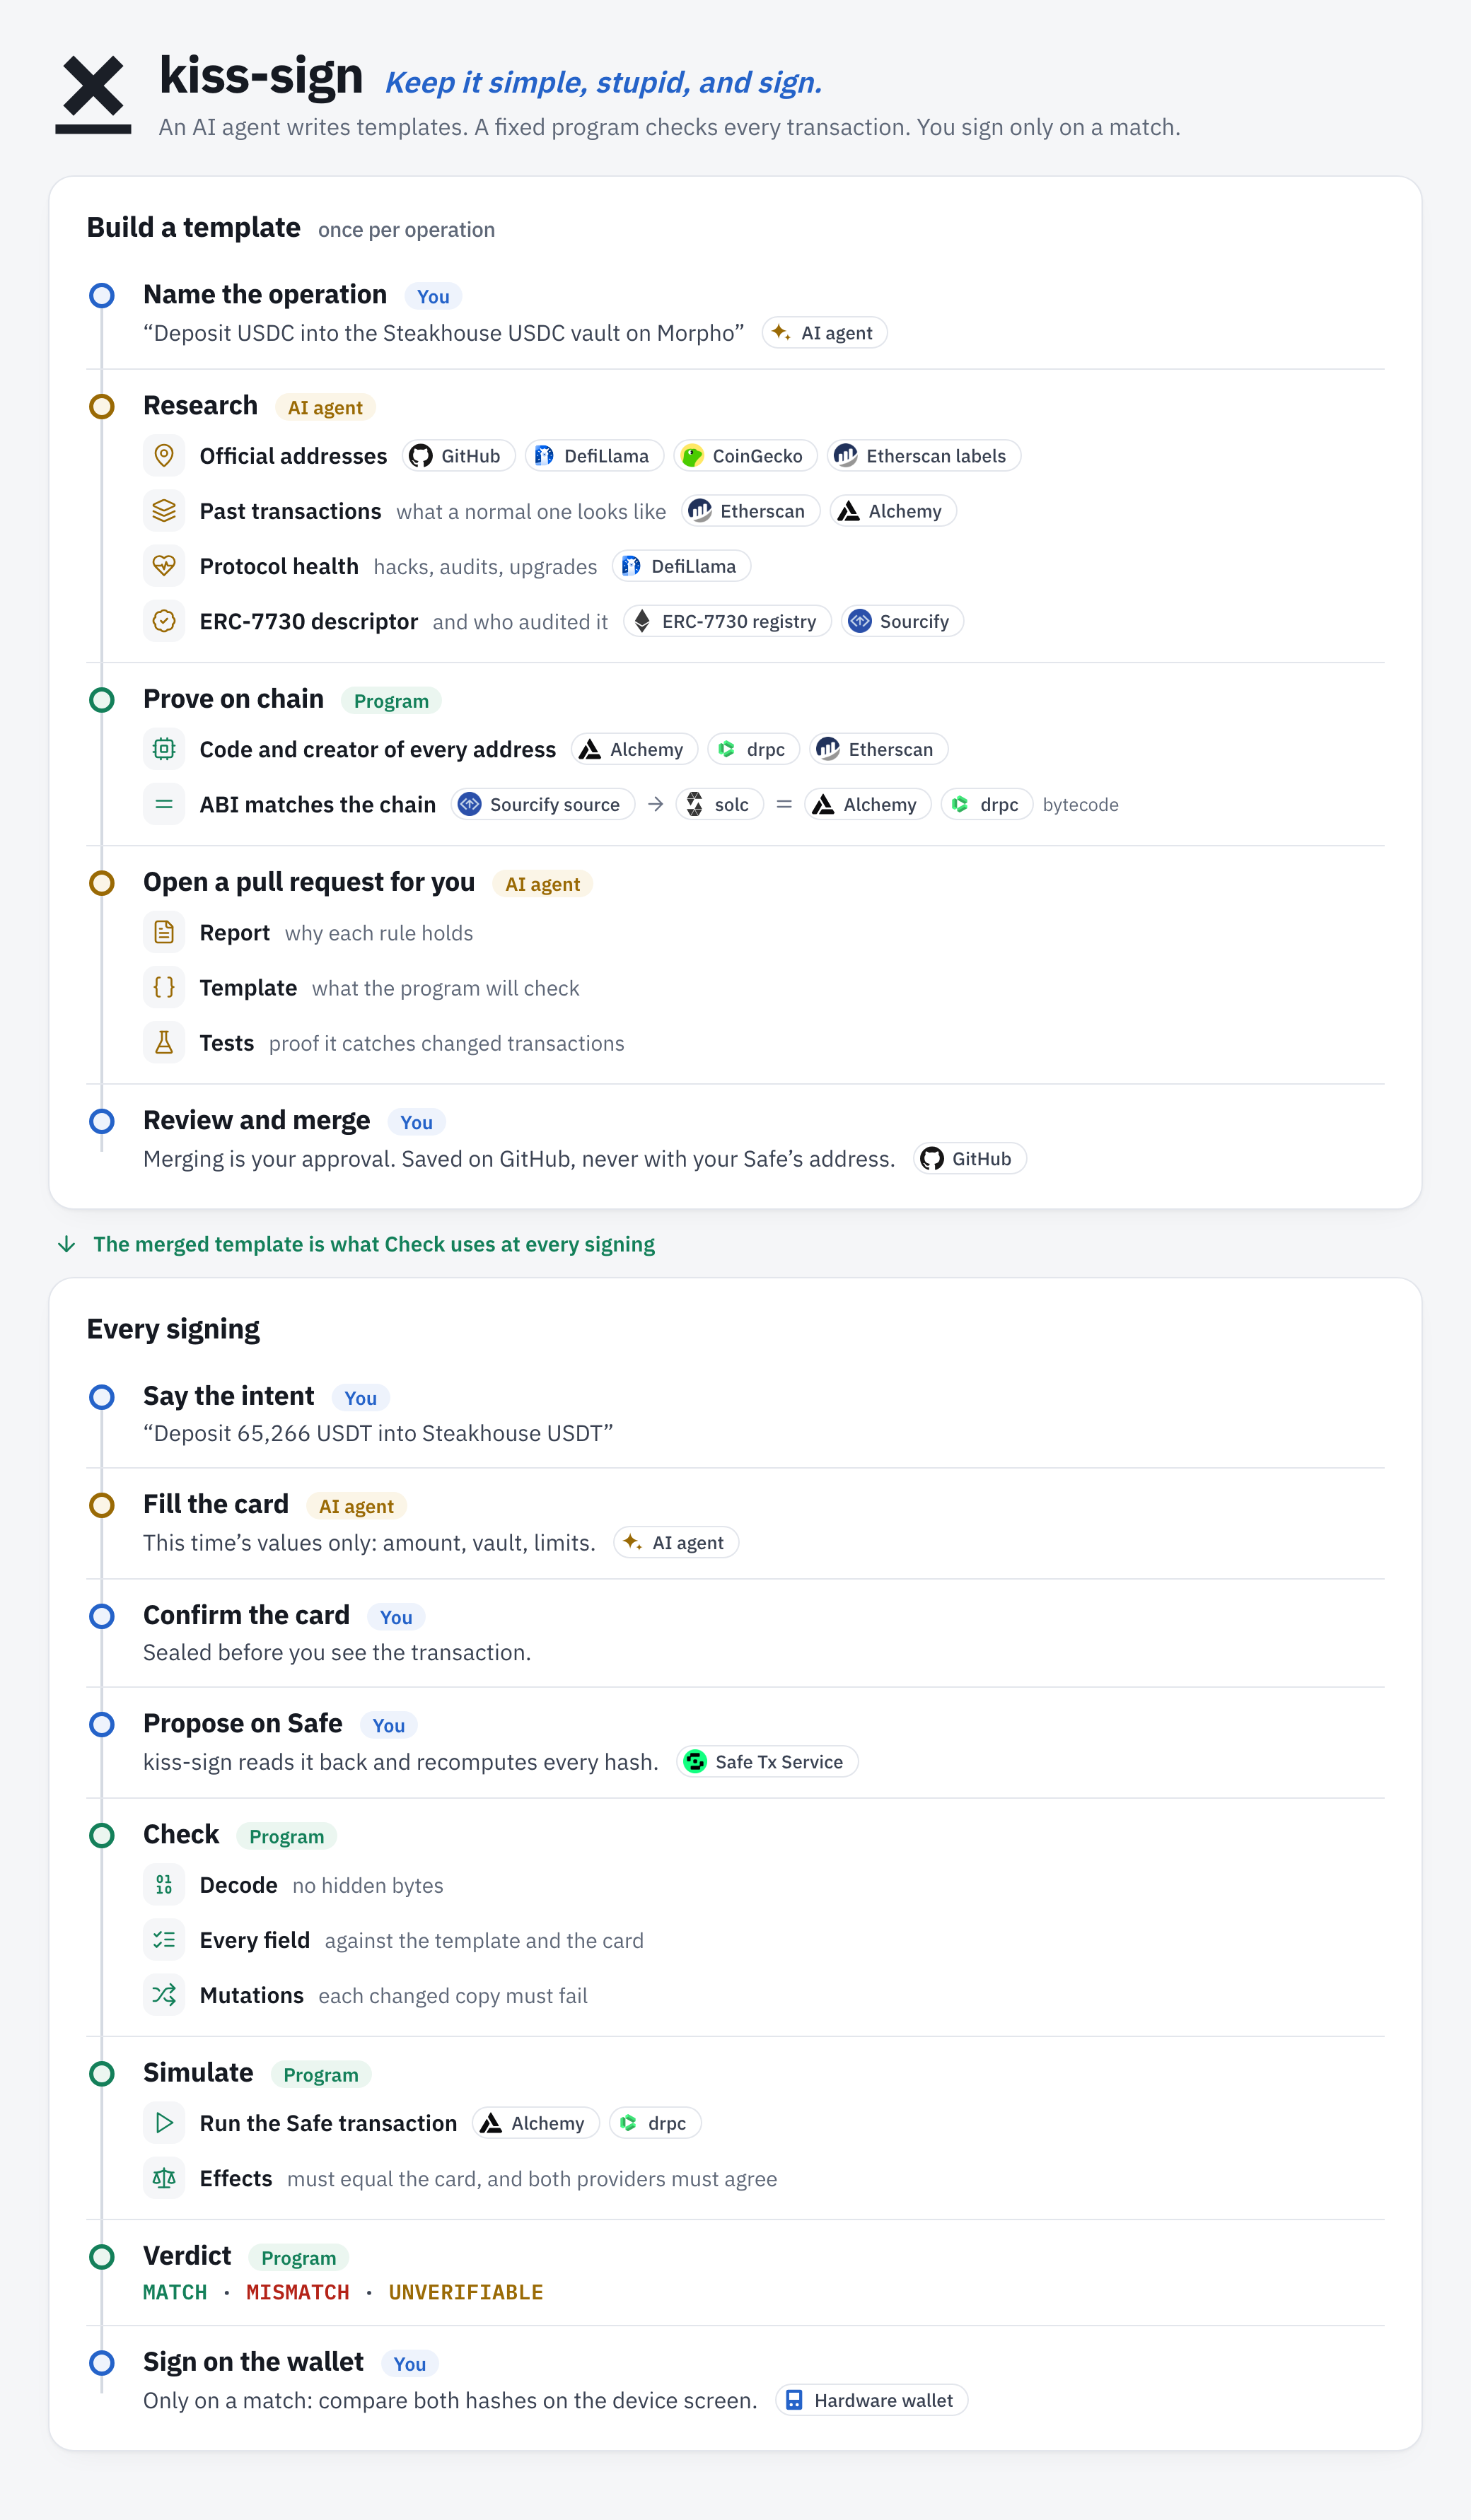 kiss-sign Keep it simple, stupid, and sign.
An AI agent writes templates. A fixed program checks every transaction. You sign only on a match.
Build a template once per operation
Name the operation You
“Deposit USDC into the Steakhouse USDC vault on Morpho” AI agent
Research AI agent
Official addresses GitHub DefiLlama CoinGecko Etherscan labels
Past transactions what a normal one looks like Etherscan Alchemy
Protocol health hacks, audits, upgrades DefiLlama
ERC-7730 descriptor and who audited it ERC-7730 registry Sourcify
Prove on chain Program
Code and creator of every address Alchemy drpc Etherscan
ABI matches the chain Sourcify source → solc = Alchemy drpc bytecode
Open a pull request for you AI agent
Report why each rule holds
Template what the program will check
Tests proof it catches changed transactions
Review and merge You
Merging is your approval. Saved on GitHub, never with your Safe’s address. GitHub
↓ The merged template is what Check uses at every signing
Every signing
Say the intent You
“Deposit 65,266 USDT into Steakhouse USDT”
Fill the card AI agent
This time’s values only: amount, vault, limits. AI agent
Confirm the card You
Sealed before you see the transaction.
Propose on Safe You
kiss-sign reads it back and recomputes every hash. Safe Tx Service
Check Program
Decode no hidden bytes
Every field against the template and the card
Mutations each changed copy must fail
Simulate Program
Run the Safe transaction Alchemy drpc
Effects must equal the card, and both providers must agree
Verdict Program
MATCH · MISMATCH · UNVERIFIABLE
Sign on the wallet You
Only on a match: compare both hashes on the device screen. Hardware wallet